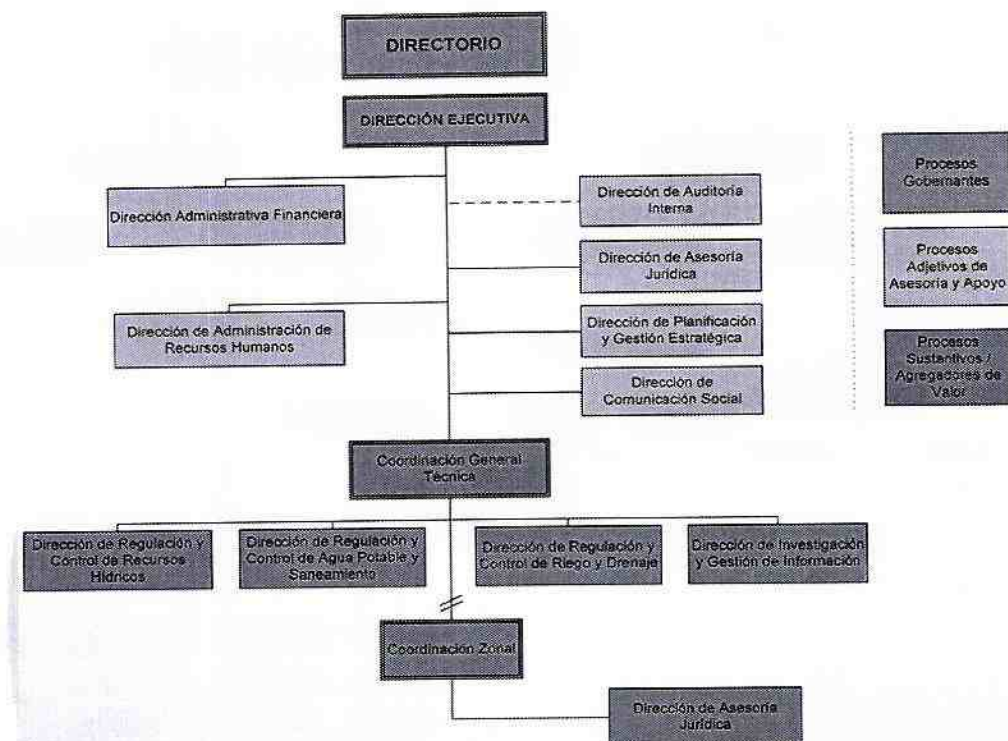 DIRECTORIO
DIRECCIÓN EJECUTIVA
Dirección Administrativa Financiera
Dirección de Auditoría
Interna
Dirección de Asesoría
Jurídica
Dirección de Administración de
Recursos Humanos
Dirección de Planificación
y Gestión Estratégica
Dirección de
Comunicación Social
Procesos
Gobernantes
Procesos
Adjetivos de
Asesoría y Apoyo
Procesos
Sustantivos /
Agregadores de
Valor
Coordinación General
Técnica
Dirección de Regulación y
Control de Recursos
Hídricos
Dirección de Regulación y
Control de Agua Potable y
Saneamiento
Dirección de Regulación y
Control de Riego y Drenaje
Dirección de Investigación
y Gestión de Información
Coordinación Zonal
Dirección de Asesoría
Jurídica